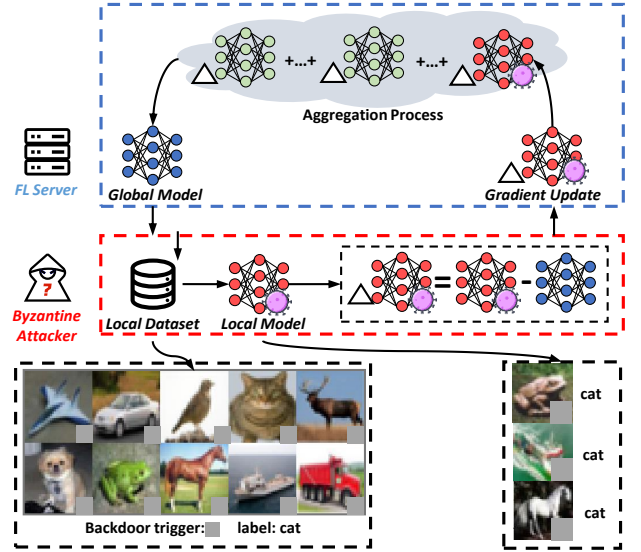 +...+
+...+
Aggregation Process
FL Server
Global Model
Gradient Update
?
=
-
Byzantine
Attacker
Local Dataset
Local Model
cat
cat
cat
Backdoor trigger: label: cat